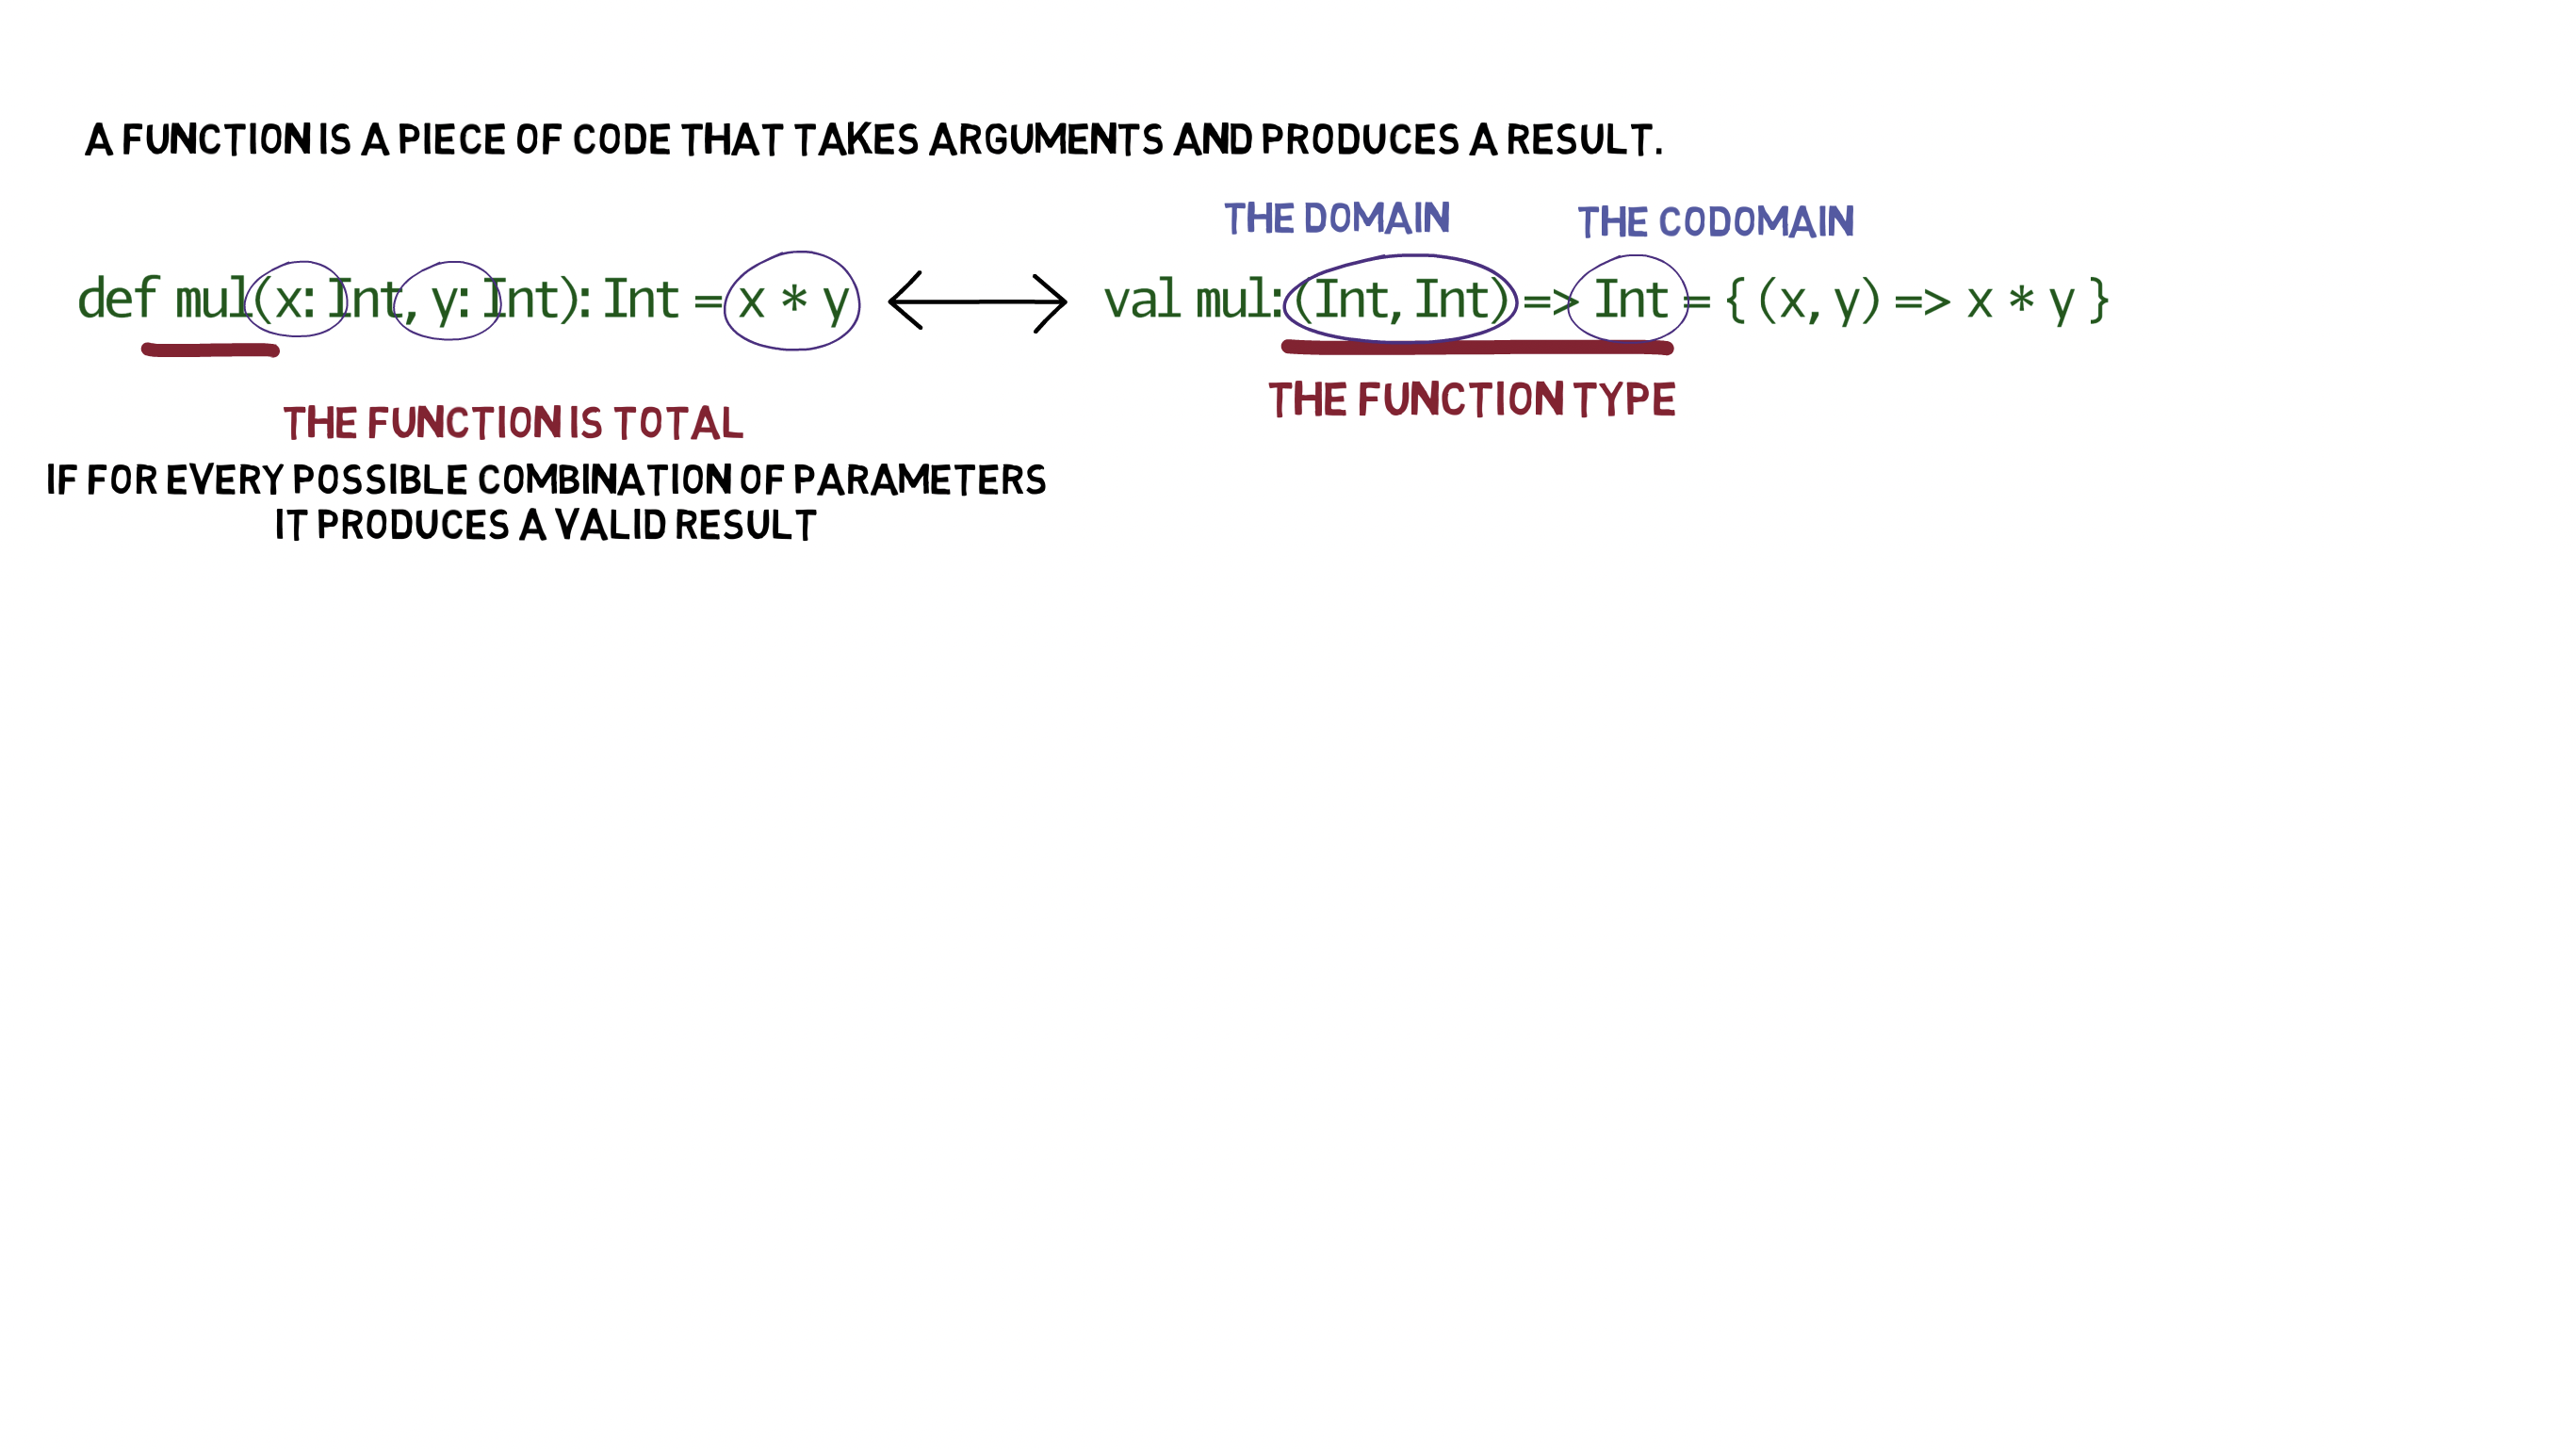 A FUNCTION IS A PIECE OF CODE THAT TAKES ARGUMENTS AND PRODUCES A RESULT.
THE DOMAIN
THE CODOMAIN
def mul(x: Int, y: Int): Int = x * y
val mul: (Int, Int) => Int = { (x, y) => x * y }
THE FUNCTION TYPE
THE FUNCTION IS TOTAL
IF FOR EVERY POSSIBLE COMBINATION OF PARAMETERS
IT PRODUCES A VALID RESULT